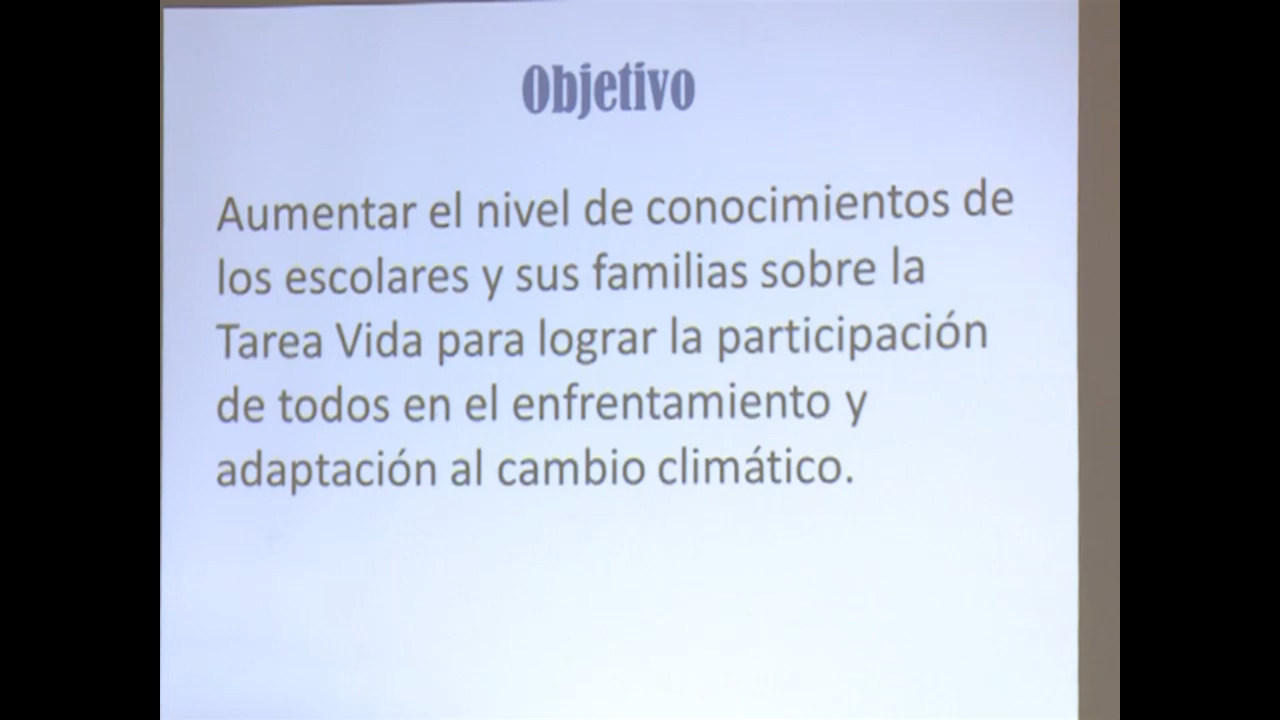 Objetivo
Aumentar el nivel de conocimientos de
los escolares y sus familias sobre la
Tarea Vida para lograr la participación
de todos en el enfrentamiento y
adaptación al cambio climático.